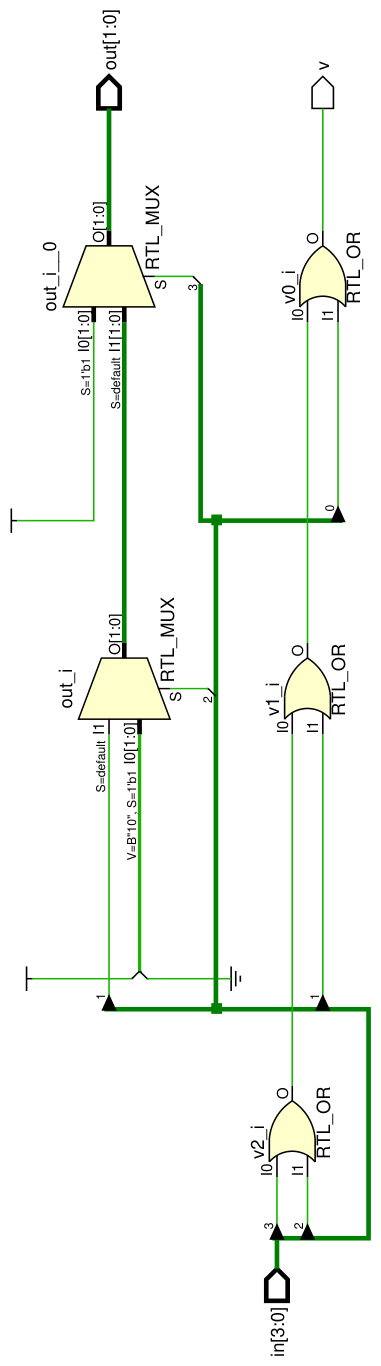 in[3:0]
3
2
I0
I1
v2_i
O
RTL_OR
1
1
V=B"10", S=1'b1
I0[1:0]
S=default
I1
out_i
O[1:0]
S
RTL_MUX
2
I0
I1
v1_i
O
RTL_OR
0
S=1'b1
I0[1:0]
S=default
I1[1:0]
out_i__0
O[1:0]
S
RTL_MUX
3
I0
I1
v0_i
O
RTL_OR
out[1:0]
v